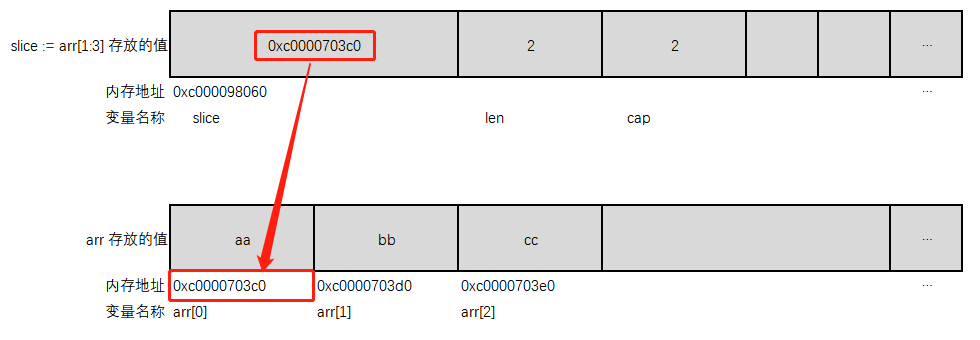 slice := arr[1:3] 存放的值 0xc0000703c0 2 2 ...
内存地址 0xc000098060 ...
变量名称 slice len cap
arr 存放的值 aa bb cc ...
内存地址 0xc0000703c0 0xc0000703d0 0xc0000703e0 ...
变量名称 arr[0] arr[1] arr[2]